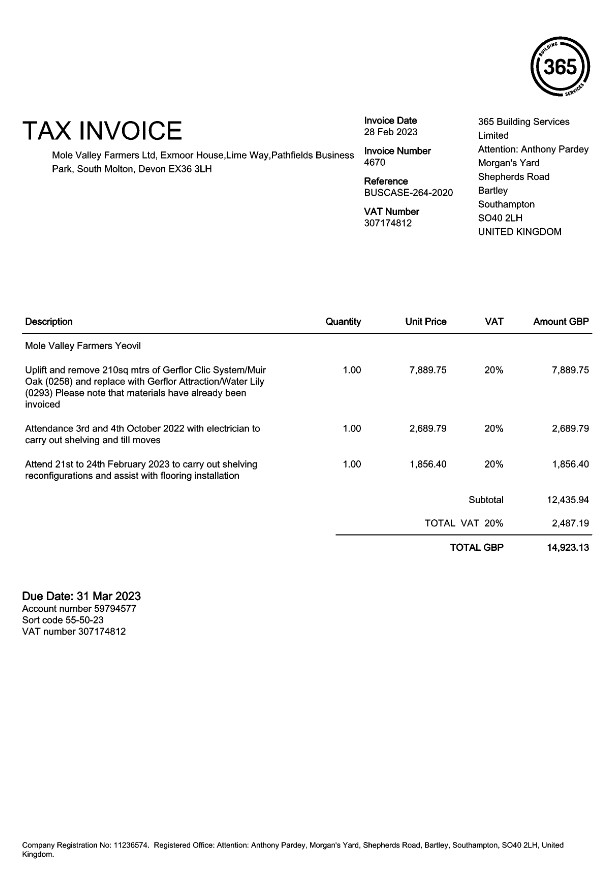 BUILDING
365
SERVICES
TAX INVOICE
Mole Valley Farmers Ltd, Exmoor House,Lime Way,Pathfields Business
Park, South Molton, Devon EX36 3LH
Invoice Date
28 Feb 2023
Invoice Number
4670
Reference
BUSCASE-264-2020
VAT Number
307174812
365 Building Services
Limited
Attention: Anthony Pardey
Morgan's Yard
Shepherds Road
Bartley
Southampton
SO40 2LH
UNITED KINGDOM
Description Quantity Unit Price VAT Amount GBP
Mole Valley Farmers Yeovil
Uplift and remove 210sq mtrs of Gerflor Clic System/Muir 1.00 7,889.75 20% 7,889.75
Oak (0258) and replace with Gerflor Attraction/Water Lily
(0293) Please note that materials have already been
invoiced
Attendance 3rd and 4th October 2022 with electrician to 1.00 2,689.79 20% 2,689.79
carry out shelving and till moves
Attend 21st to 24th February 2023 to carry out shelving 1.00 1,856.40 20% 1,856.40
reconfigurations and assist with flooring installation
Subtotal 12,435.94
TOTAL VAT 20% 2,487.19
TOTAL GBP 14,923.13
Due Date: 31 Mar 2023
Account number 59794577
Sort code 55-50-23
VAT number 307174812
Company Registration No: 11236574. Registered Office: Attention: Anthony Pardey, Morgan's Yard, Shepherds Road, Bartley, Southampton, SO40 2LH, United
Kingdom.